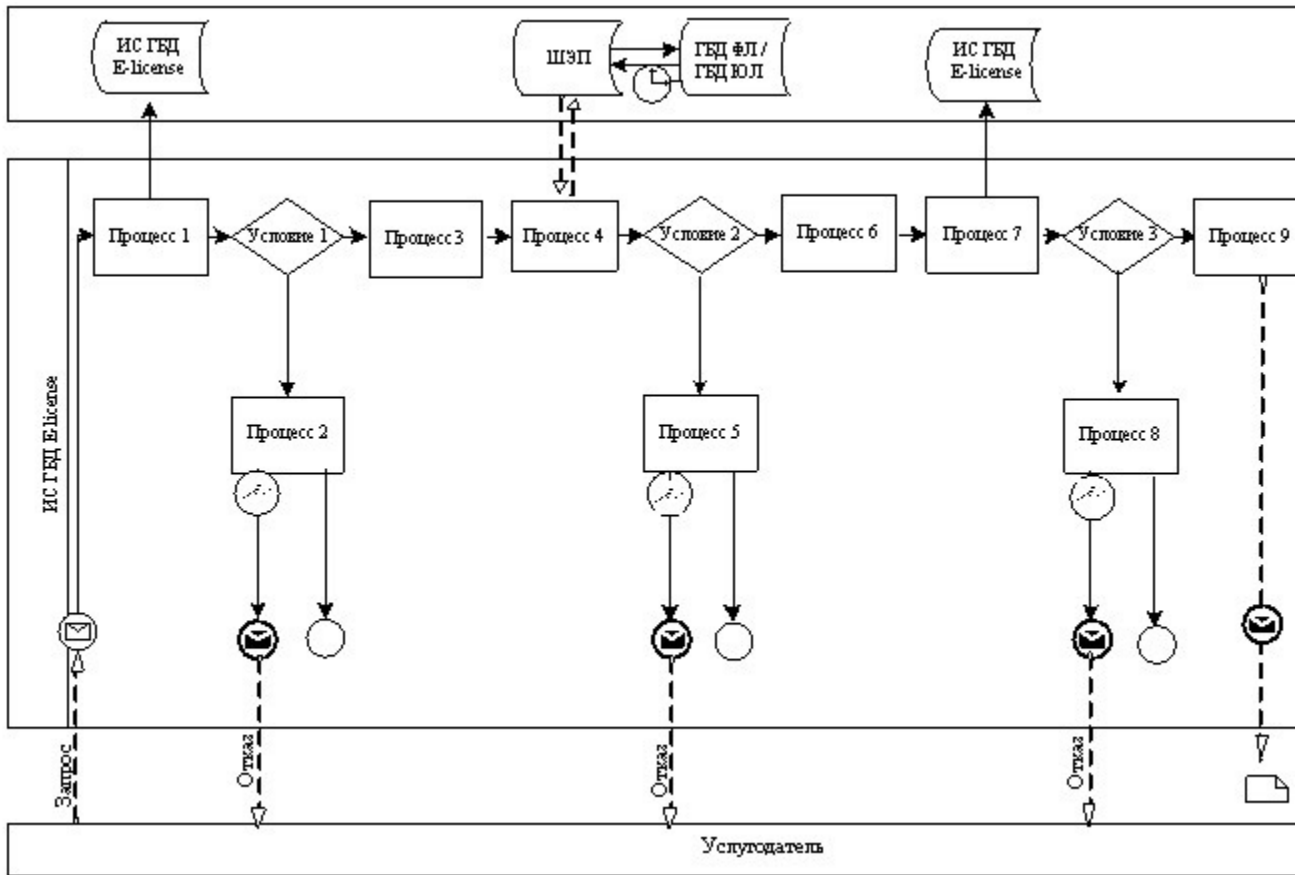 ИС ГБД
E-license
ШЭП
ГБД ФЛ /
ГБД ЮЛ
ИС ГБД
E-license
Процесс 1
Условие 1
Процесс 3
Процесс 4
Условие 2
Процесс 6
Процесс 7
Условие 3
Процесс 9
Процесс 2
Процесс 5
Процесс 8
ИС ГБД E-license
Запрос
Отказ
Отказ
Отказ
Услугодатель